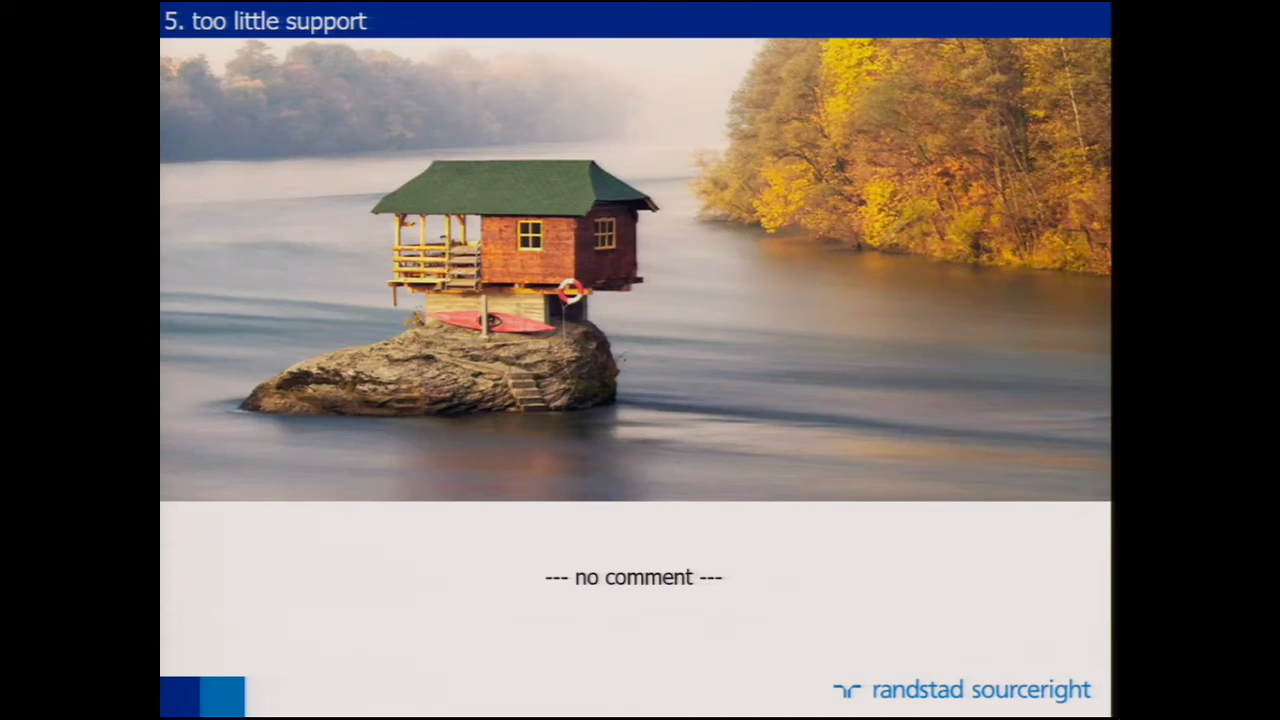 5. too little support
--- no comment ---
randstad sourceright